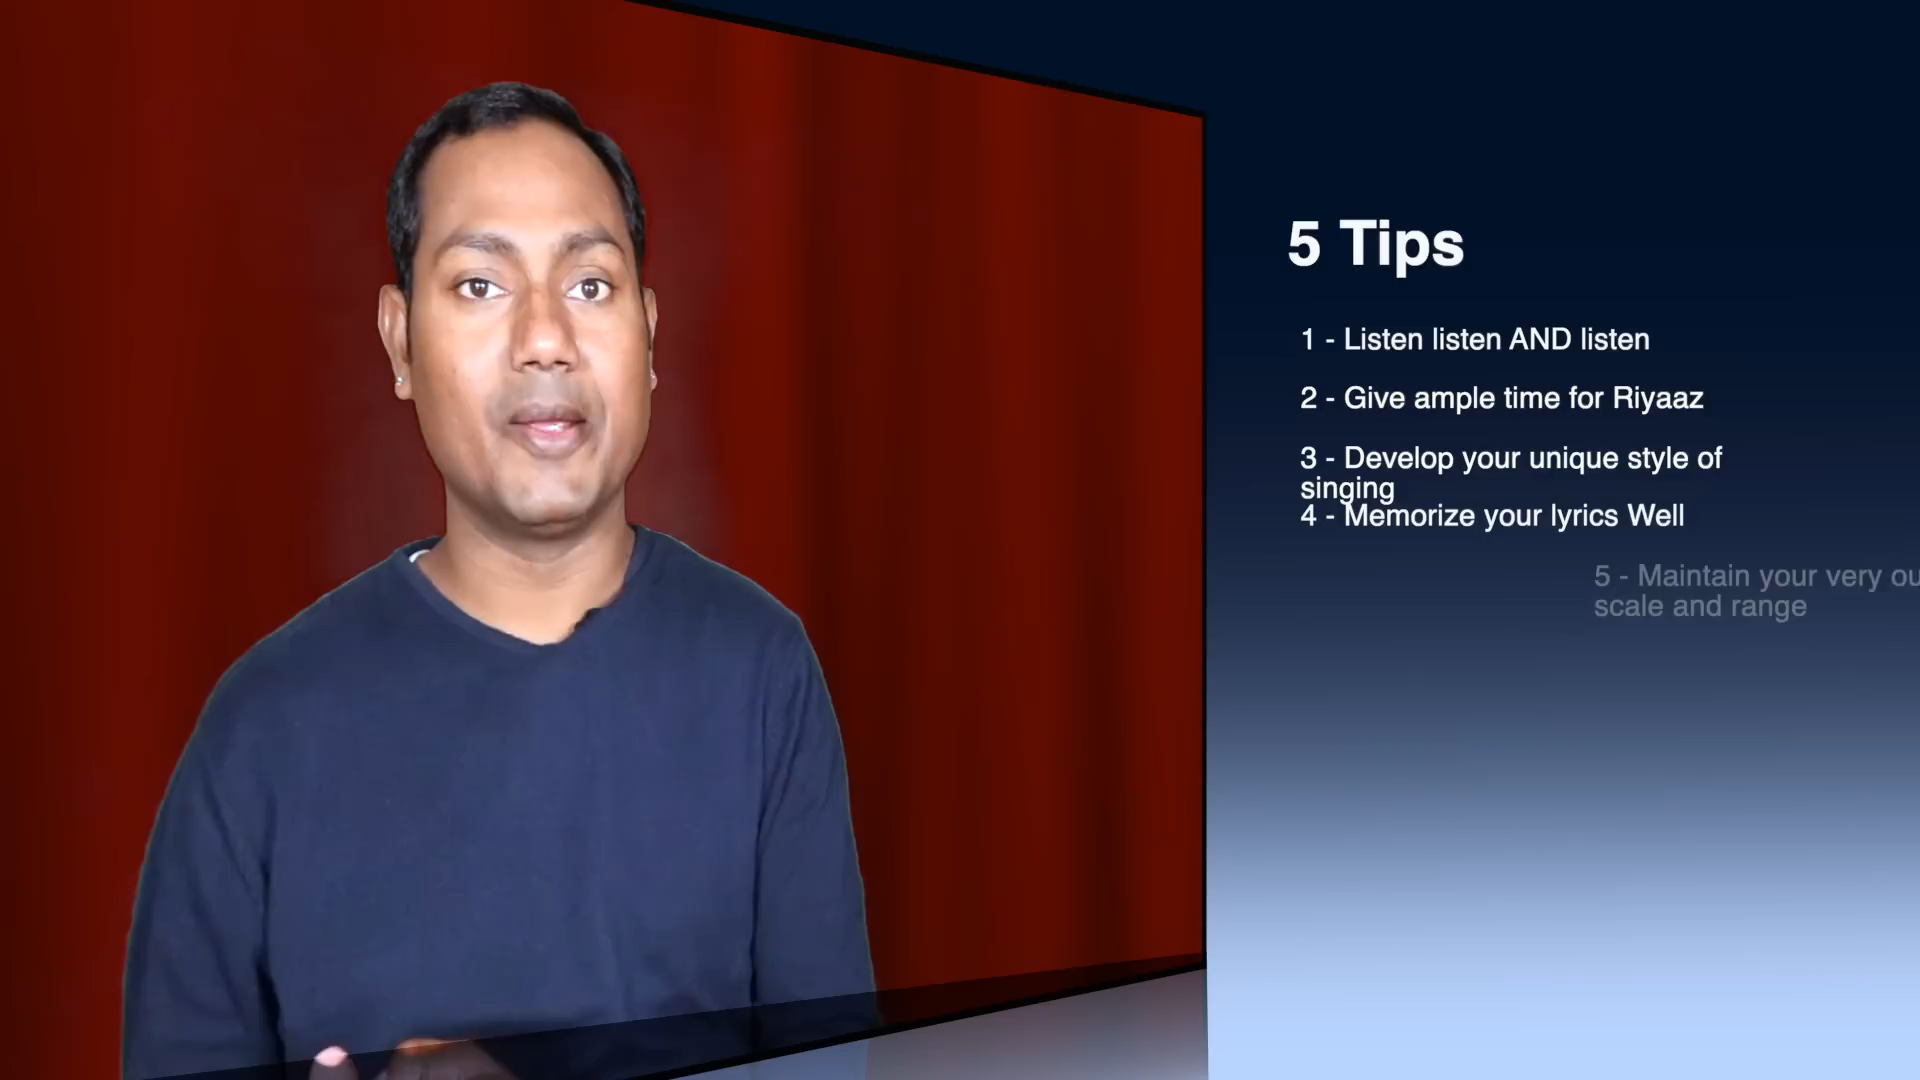 5 Tips
1 - Listen listen AND listen
2 - Give ample time for Riyaaz
3 - Develop your unique style of
singing
4 - Memorize your lyrics Well
5 - Maintain your very
scale and range